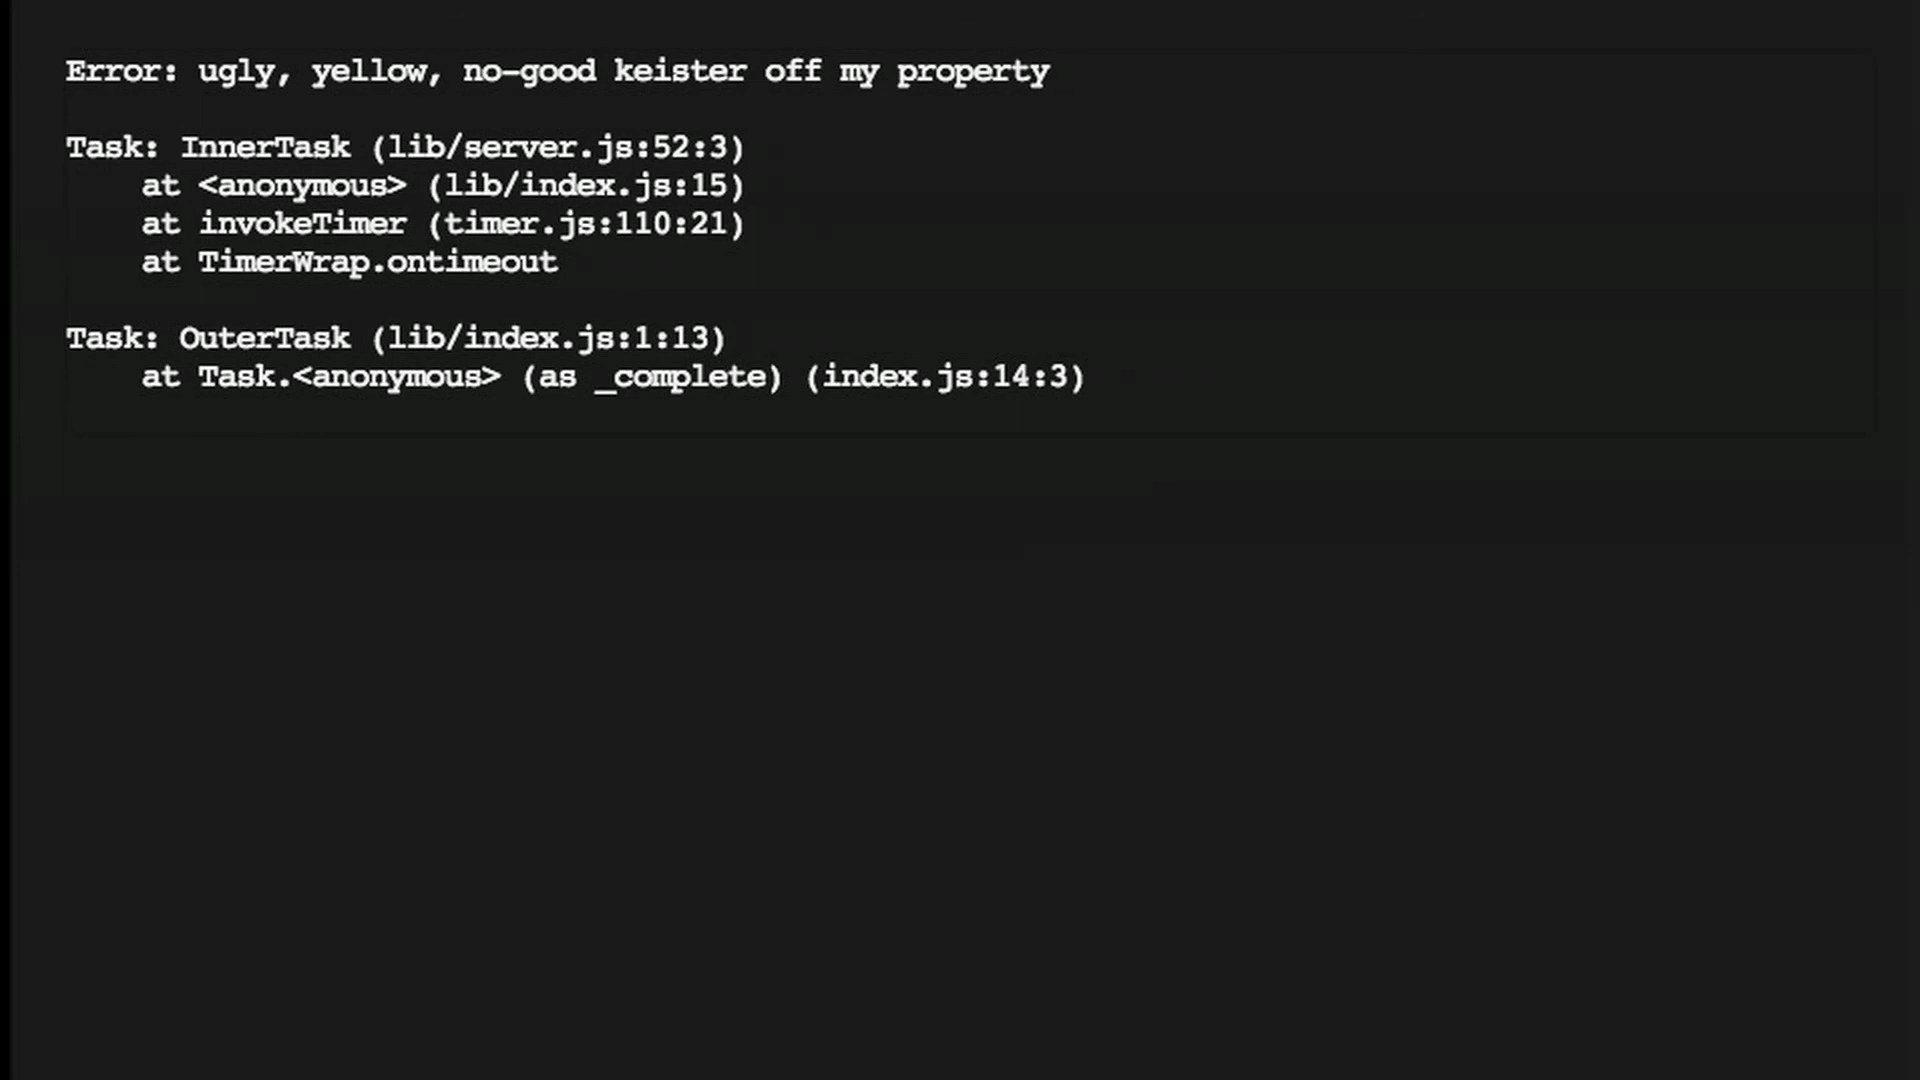 Error: ugly, yellow, no-good keister off my property
Task: InnerTask (lib/server.js:52:3)
at <anonymous> (lib/index.js:15)
at invokeTimer (timer.js:110:21)
at TimerWrap.ontimeout
Task: OuterTask (lib/index.js:1:13)
at Task.<anonymous> (as _complete) (index.js:14:3)